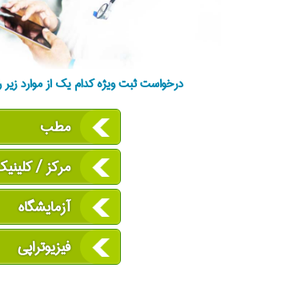 درخواست ثبت ویژه کدام یک از موارد زیر
مطب
مرکز / کلینیک
آزمایشگاه
فیزیوتراپی